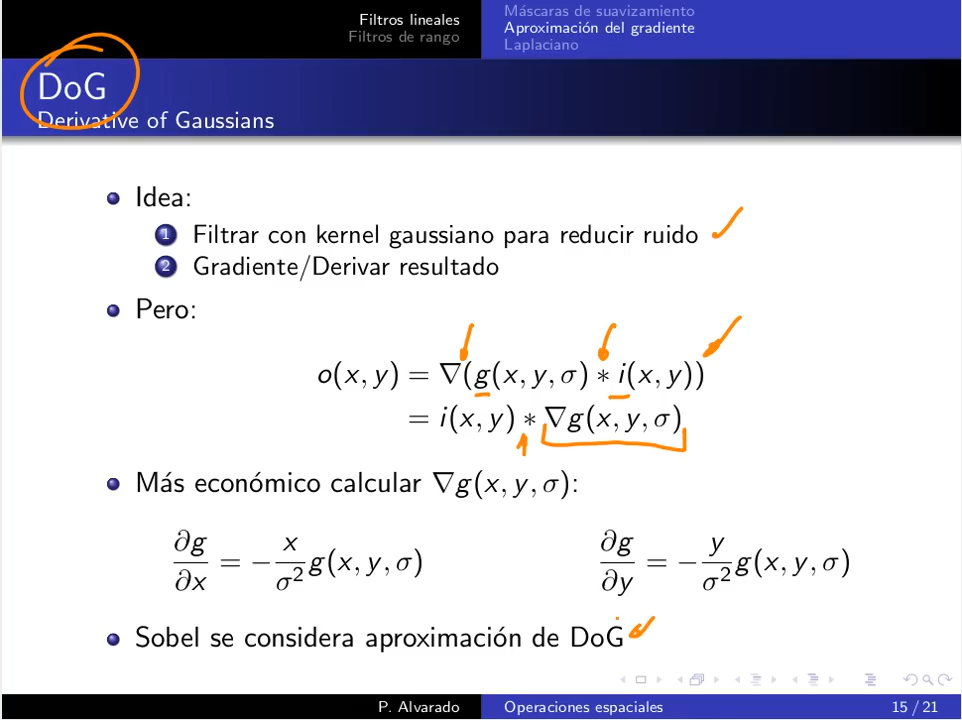 Filtros lineales
Filtros de rango
Máscaras de suavizamiento
Aproximación del gradiente
Laplaciano
DoG
Derivative of Gaussians
Idea:
1 Filtrar con kernel gaussiano para reducir ruido
2 Gradiente/Derivar resultado
Pero:
o(x, y) = ∇(g(x, y, σ) ∗ i(x, y))
= i(x, y) ∗ ∇g(x, y, σ)
Más económico calcular ∇g(x, y, σ):
∂g/∂x = −x/σ² g(x, y, σ) ∂g/∂y = −y/σ² g(x, y, σ)
Sobel se considera aproximación de DoG
P. Alvarado Operaciones espaciales 15 / 21